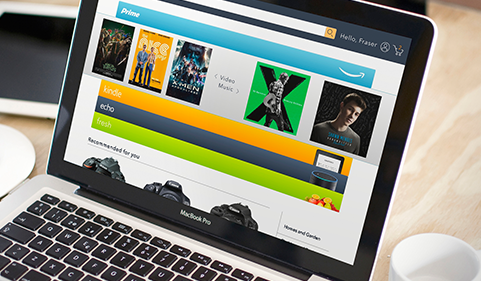 Prime
Hello, Fraser
Video
Music
X-MEN
kindle
echo
fresh
Recommended for you
Homes and Garden
MacBook Pro